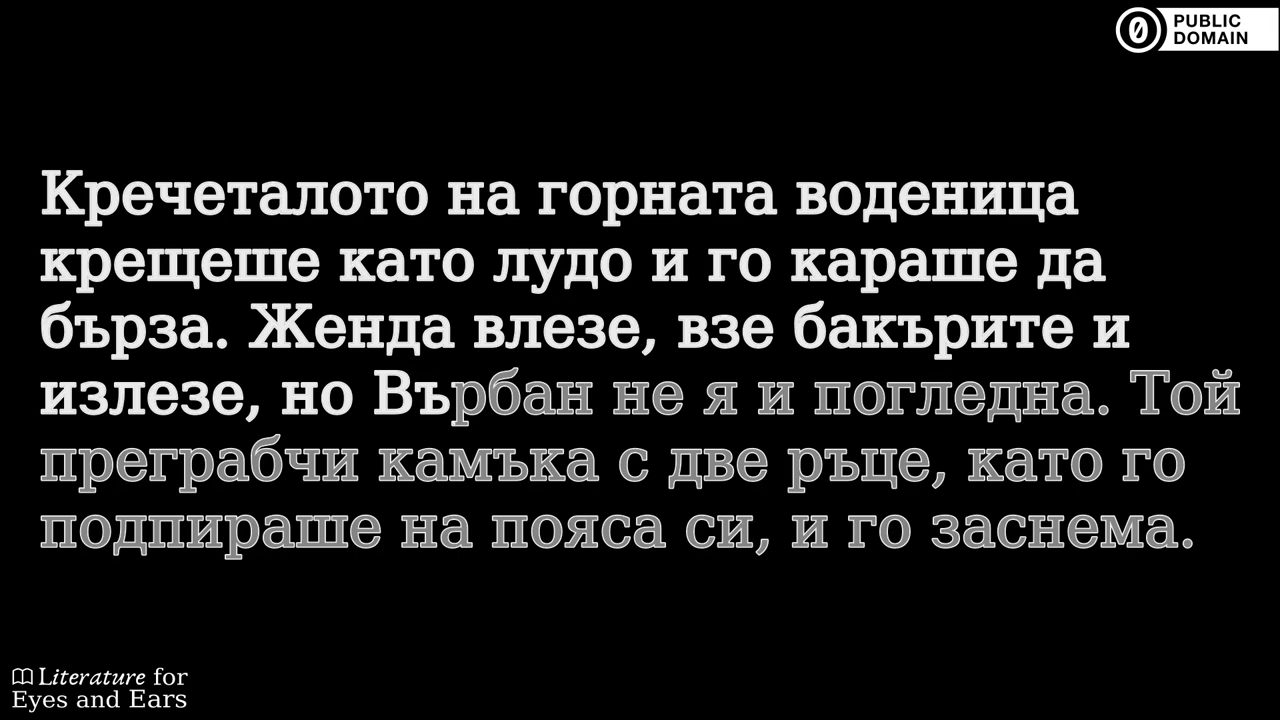 PUBLIC
DOMAIN
Кречеталото на горната воденица
крещеше като лудо и го караше да
бърза. Женда влезе, взе бакърите и
излезе, но Върбан не я и погледна. Той
преграбчи камъка с две ръце, като го
подпираше на пояса си, и го заснема.
Literature for
Eyes and Ears